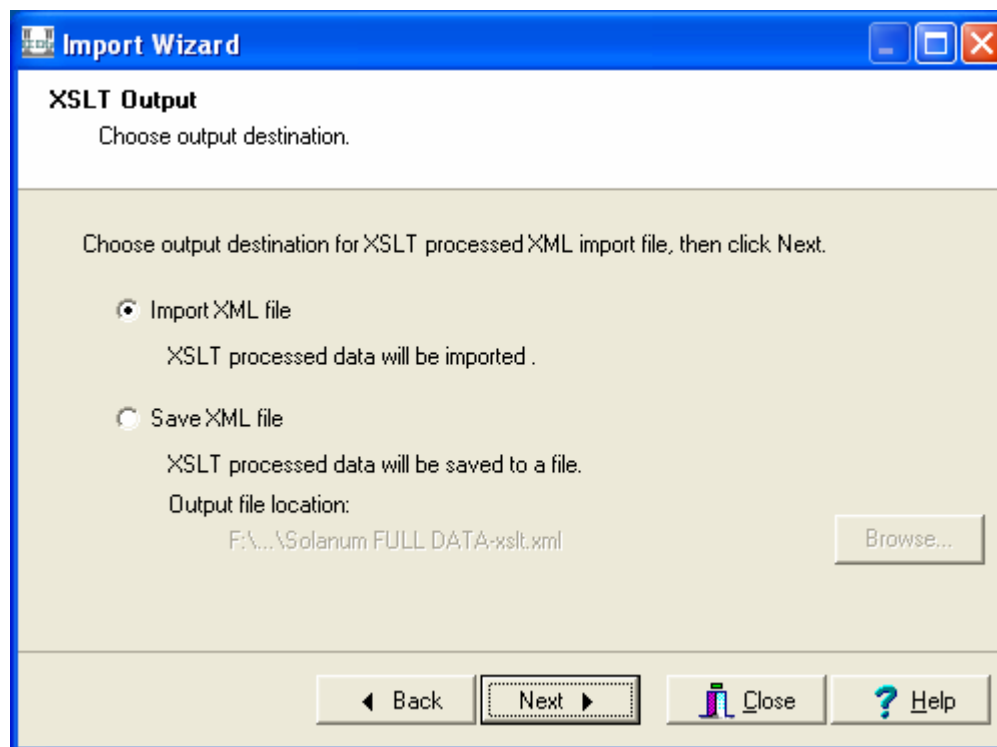 Import Wizard
XSLT Output
Choose output destination.
Choose output destination for XSLT processed XML import file, then click Next.
Import XML file
XSLT processed data will be imported .
Save XML file
XSLT processed data will be saved to a file.
Output file location:
F:\...\Solanum FULL DATA-xslt.xml
Browse...
Back
Next
Close
Help